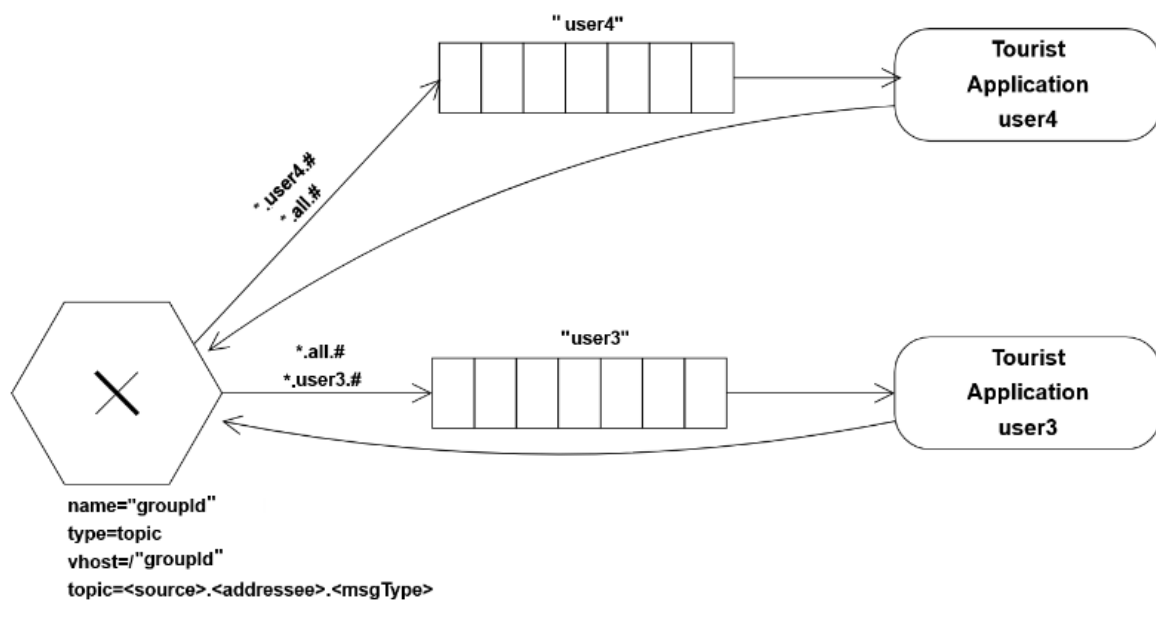 "user4"
Tourist
Application
user4
*.user4.#
*.all.#
"user3"
*.all.#
*.user3.#
Tourist
Application
user3
name="groupId"
type=topic
vhost=/"groupId"
topic=<source>.<addressee>.<msgType>